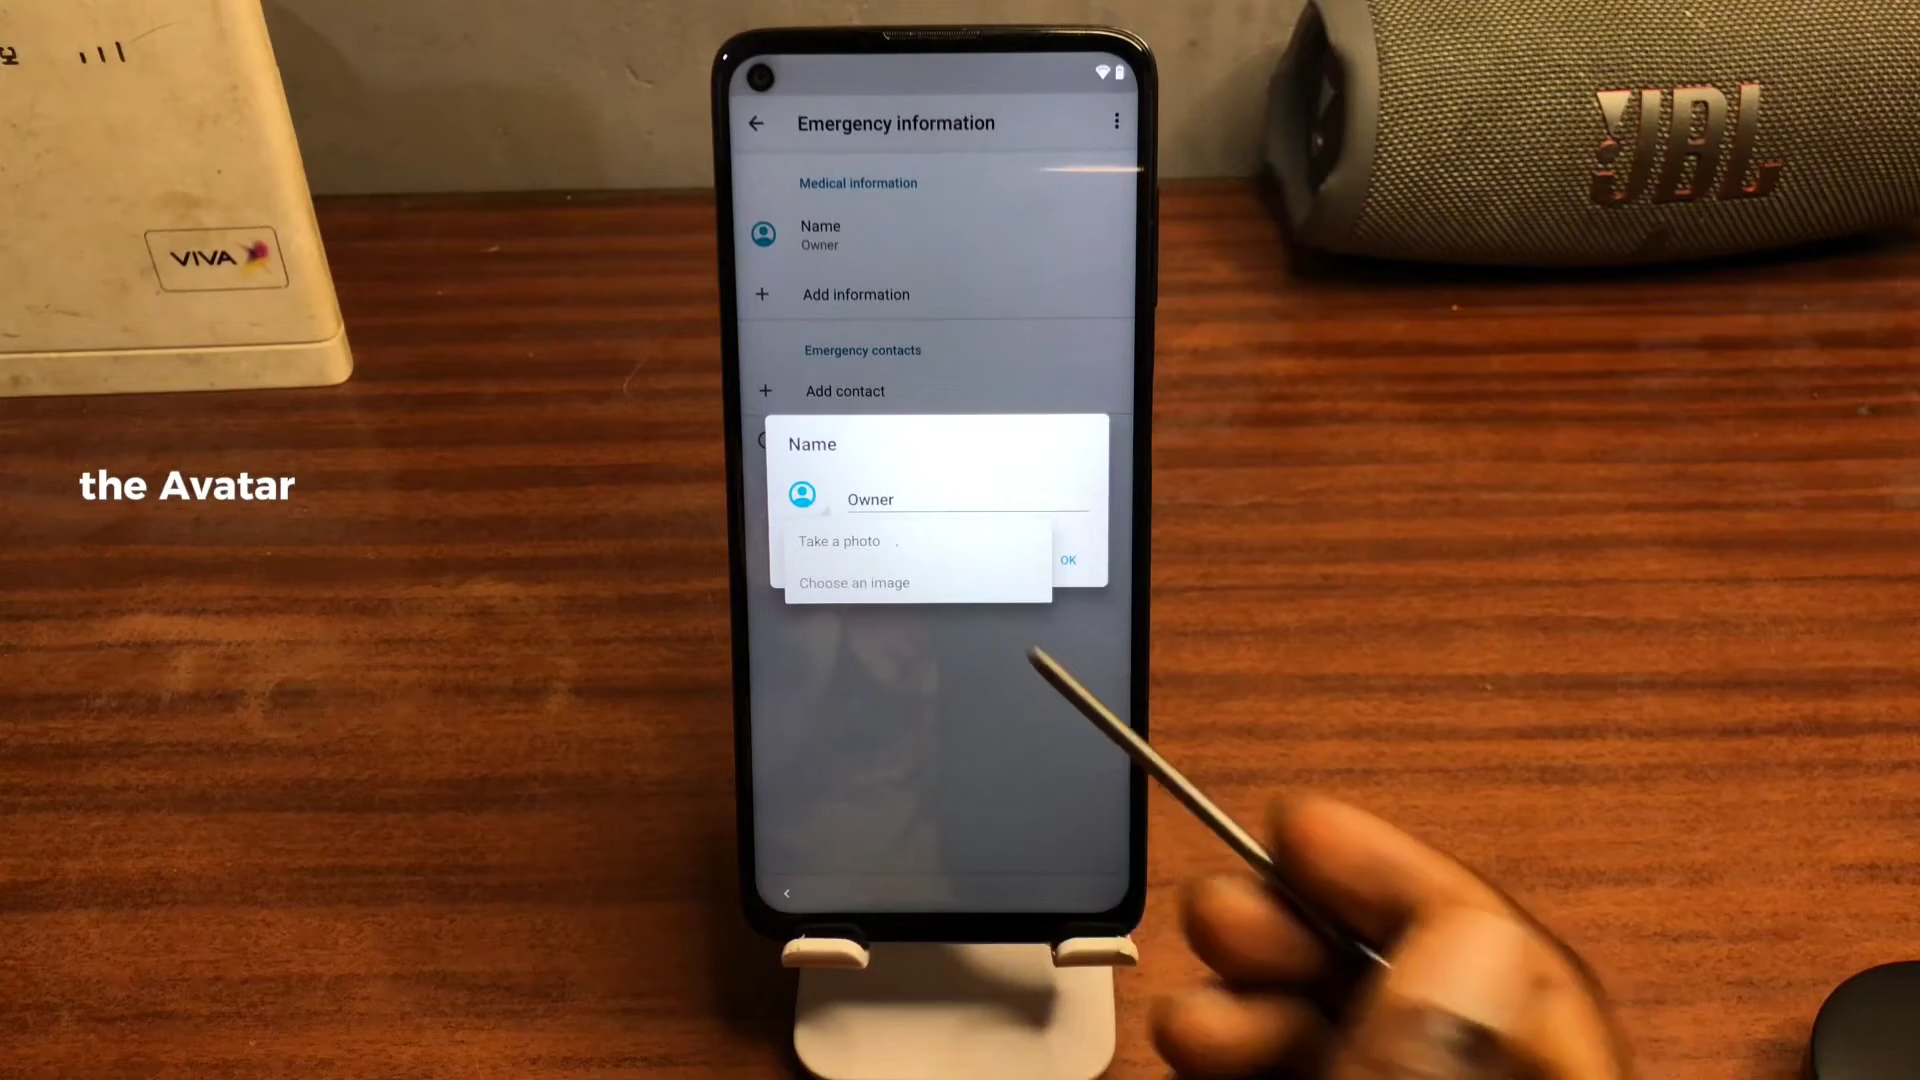 VIVA
JBL
Emergency information
Medical information
Name
Owner
Add information
Emergency contacts
Add contact
Name
Owner
Take a photo
OK
Choose an image
the Avatar